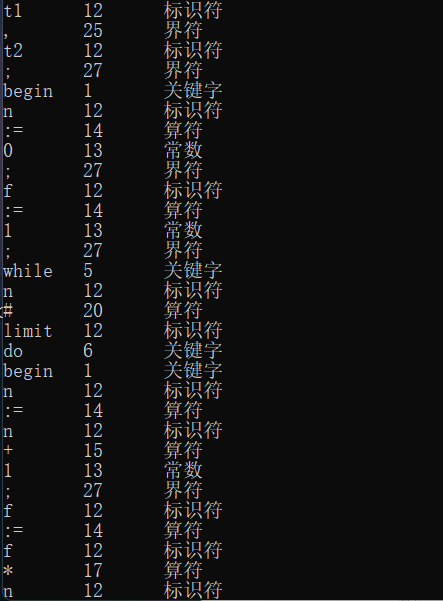 t1 12 标识符
, 25 界符
t2 12 标识符
; 27 界符
begin 1 关键字
n 12 标识符
:= 14 算符
0 13 常数
; 27 界符
f 12 标识符
:= 14 算符
1 13 常数
; 27 界符
while 5 关键字
n 12 标识符
# 20 算符
limit 12 标识符
do 6 关键字
begin 1 关键字
n 12 标识符
:= 14 算符
n 12 标识符
+ 15 算符
1 13 常数
; 27 界符
f 12 标识符
:= 14 算符
f 12 标识符
* 17 算符
n 12 标识符